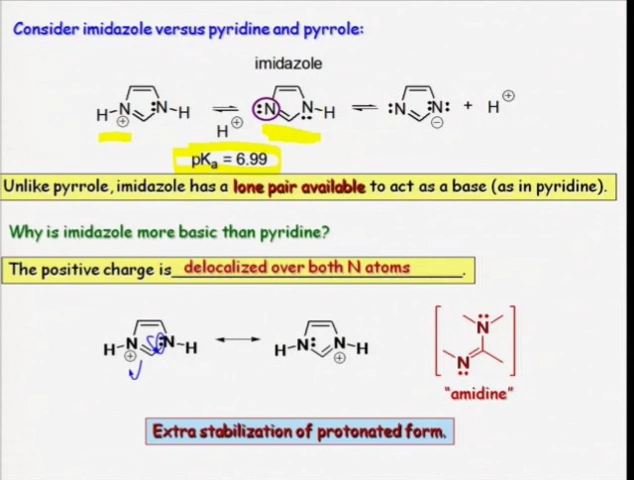 Consider imidazole versus pyridine and pyrrole:
imidazole
H-N⊕ :N-H ⇌ H⊕ :N N-H ⇌ :N N:⊖ + H⊕
pKa = 6.99
Unlike pyrrole, imidazole has a lone pair available to act as a base (as in pyridine).
Why is imidazole more basic than pyridine?
The positive charge is delocalized over both N atoms.
H-N⊕ :N-H ↔ H-N: N⊕-H
N
N
"amidine"
Extra stabilization of protonated form.